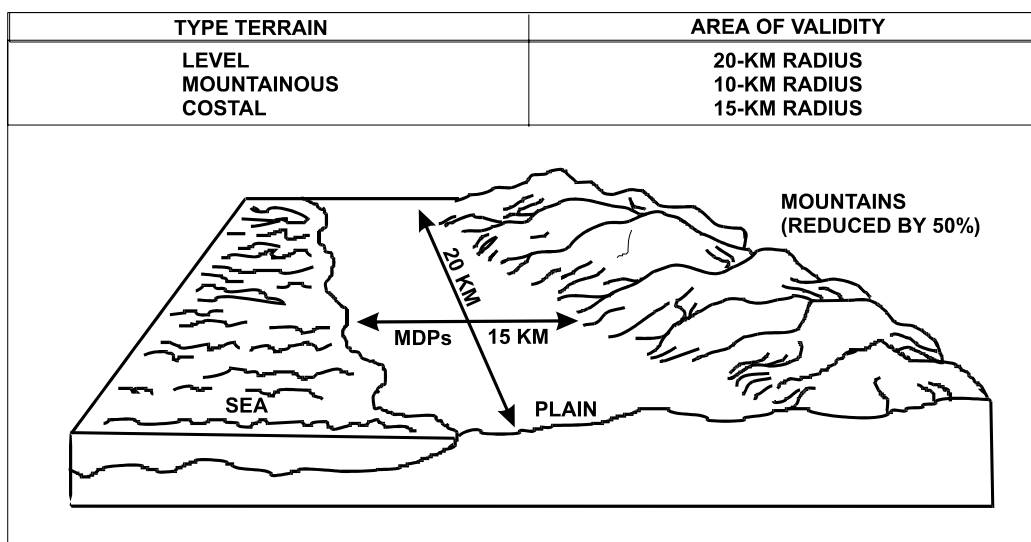 TYPE TERRAIN AREA OF VALIDITY
LEVEL 20-KM RADIUS
MOUNTAINOUS 10-KM RADIUS
COSTAL 15-KM RADIUS
MOUNTAINS
(REDUCED BY 50%)
20 KM
MDPs 15 KM
SEA
PLAIN